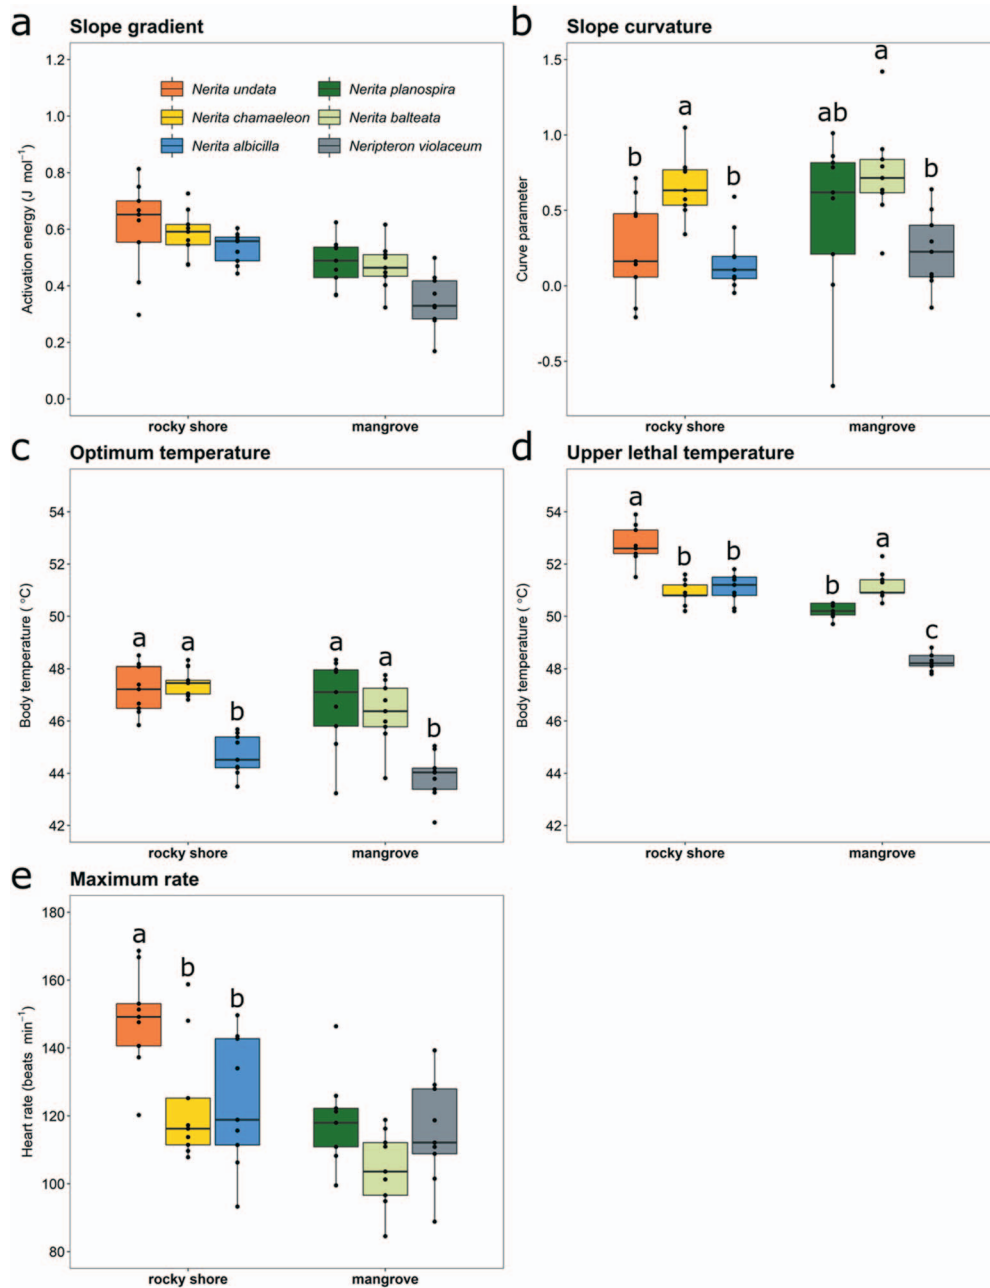 a Slope gradient
Activation energy (J mol⁻¹)
1.2
1.0
0.8
0.6
0.4
0.2
0.0
Nerita undata
Nerita chamaeleon
Nerita albicilla
Nerita planospira
Nerita balteata
Neripteron violaceum
rocky shore mangrove
b Slope curvature
Curve parameter
1.5
1.0
0.5
0.0
-0.5
b a b ab a b
rocky shore mangrove
c Optimum temperature
Body temperature ( °C)
54
52
50
48
46
44
42
a a b a a b
rocky shore mangrove
d Upper lethal temperature
Body temperature ( °C)
54
52
50
48
46
44
42
a b b b a c
rocky shore mangrove
e Maximum rate
Heart rate (beats min⁻¹)
180
160
140
120
100
80
a b b
rocky shore mangrove